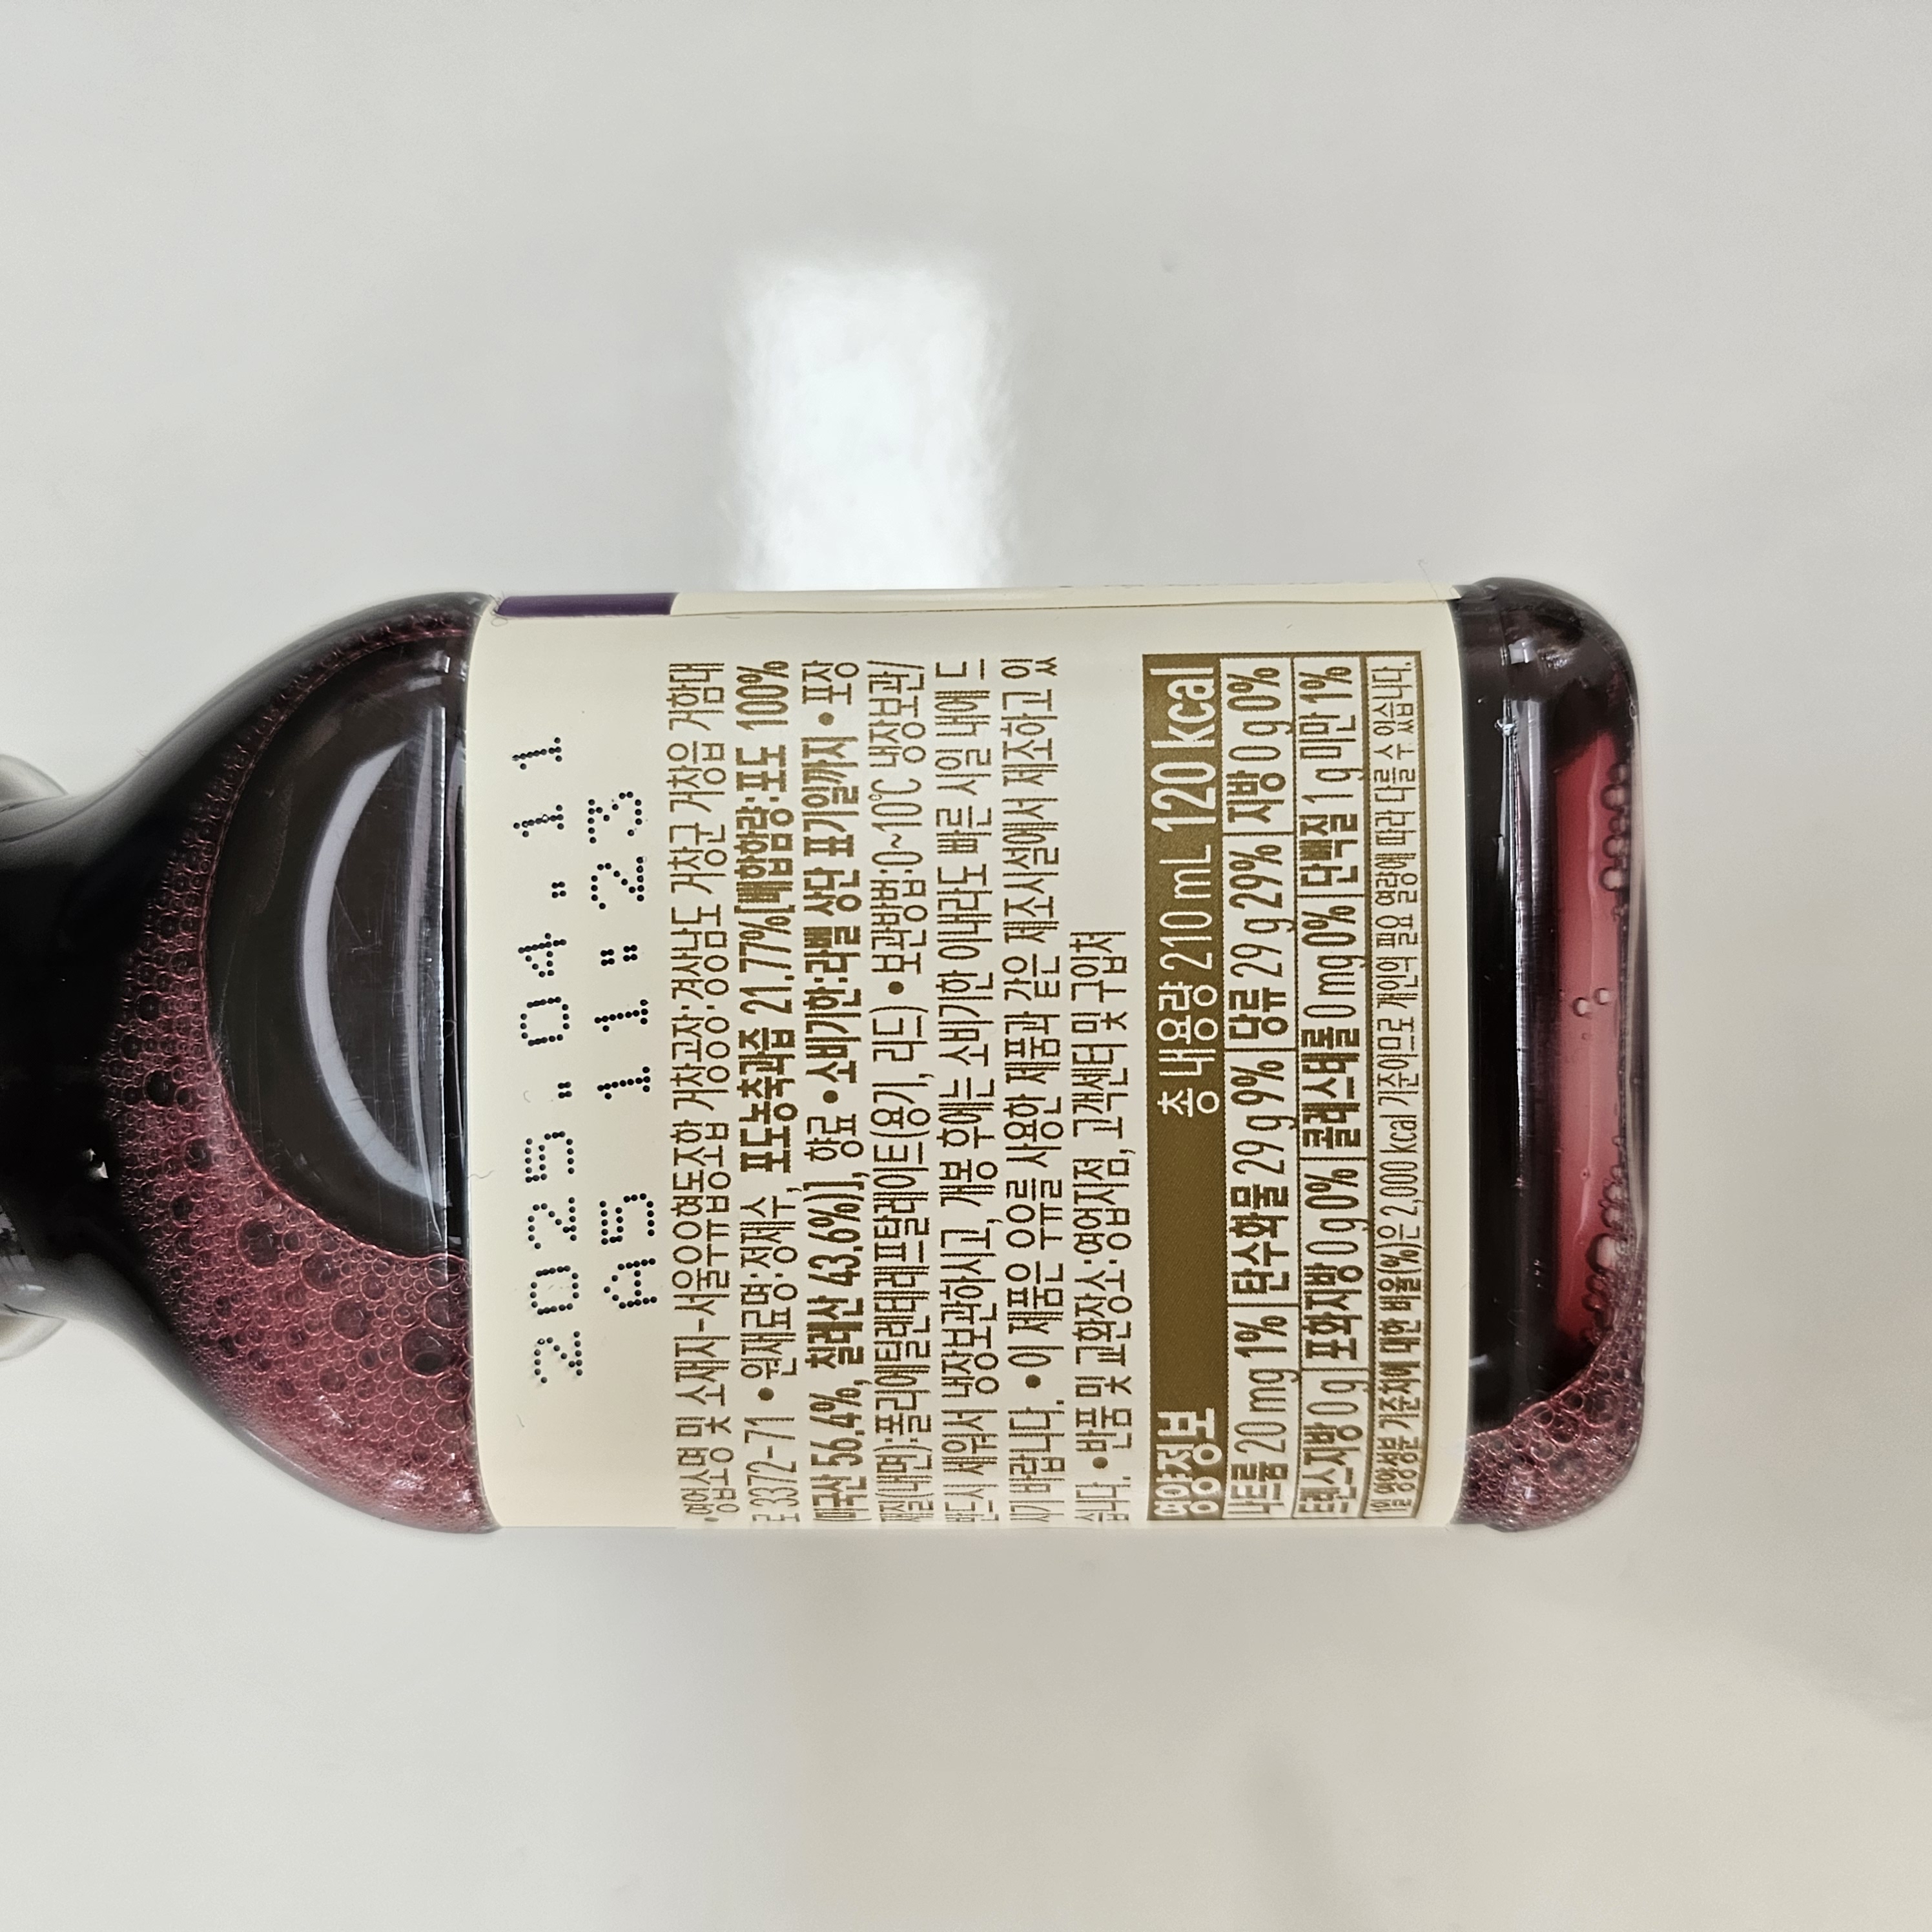 2025.04.11
A5 11:23
•영업소명 및 소재지-서울우유협동조합 거창공장·경상남도 거창군 거창읍 거함대
로 3372-71 • 원재료명·정제수, 포도농축과즙 21.77%[배합함량:포도 100%
(미국산 56.4%, 칠레산 43.6%)], 향료 • 소비기한:라벨 상단 표기일까지 • 포장
재질(내면):폴리에틸렌테레프탈레이트(용기, 리드) • 보관방법:0~10℃ 냉장보관/
반드시 세워서 냉장보관하시고, 개봉 후에는 소비기한 이내라도 빠른 시일 내에 드
시기 바랍니다. • 이 제품은 우유를 사용한 제품과 같은 제조시설에서 제조하고 있
습니다. •반품 및 교환장소·영업지점, 고객센터 및 구입처
영양정보 총 내용량 210 mL 120 kcal
나트륨 20 mg 1% | 탄수화물 29 g 9% | 당류 29 g 29% | 지방 0 g 0%
트랜스지방 0 g | 포화지방 0 g 0% | 콜레스테롤 0 mg 0% | 단백질 1 g 미만 1%
1일 영양성분 기준치에 대한 비율(%)은 2,000 kcal 기준이므로 개인의 필요 열량에 따라 다를 수 있습니다.